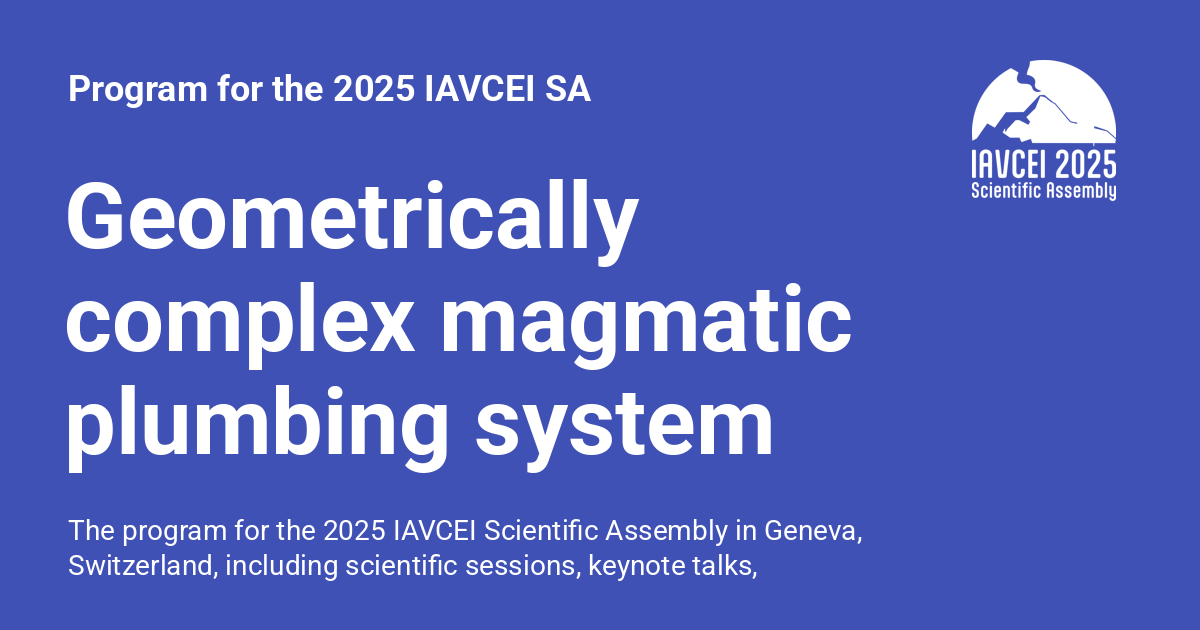 Program for the 2025 IAVCEI SA
IAVCEI 2025
Scientific Assembly
Geometrically
complex magmatic
plumbing system
The program for the 2025 IAVCEI Scientific Assembly in Geneva,
Switzerland, including scientific sessions, keynote talks,